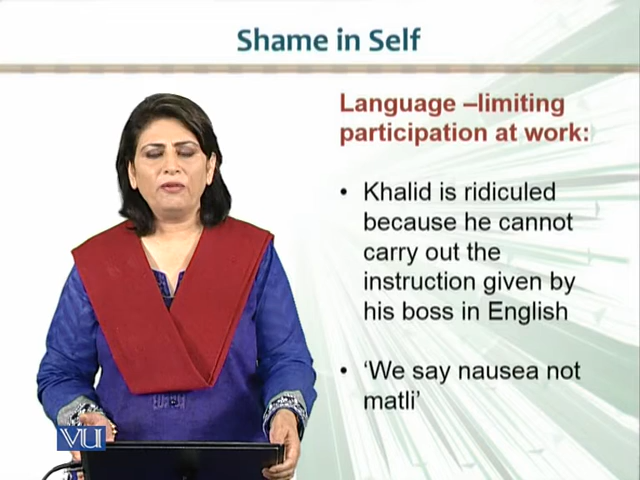 Shame in Self
Language –limiting
participation at work:
• Khalid is ridiculed
because he cannot
carry out the
instruction given by
his boss in English
• ‘We say nausea not
matli’
VU